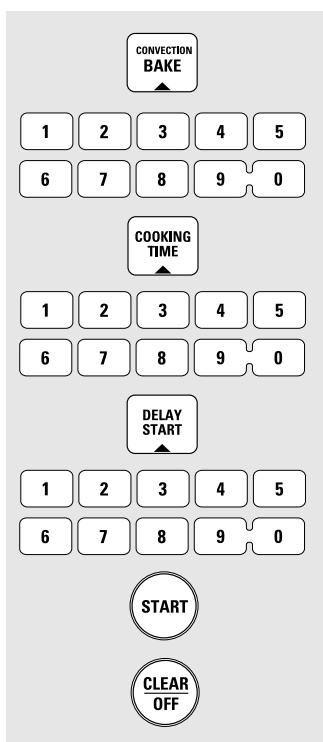 CONVECTION
BAKE
1 2 3 4 5
6 7 8 9 0
COOKING
TIME
1 2 3 4 5
6 7 8 9 0
DELAY
START
1 2 3 4 5
6 7 8 9 0
START
CLEAR
OFF